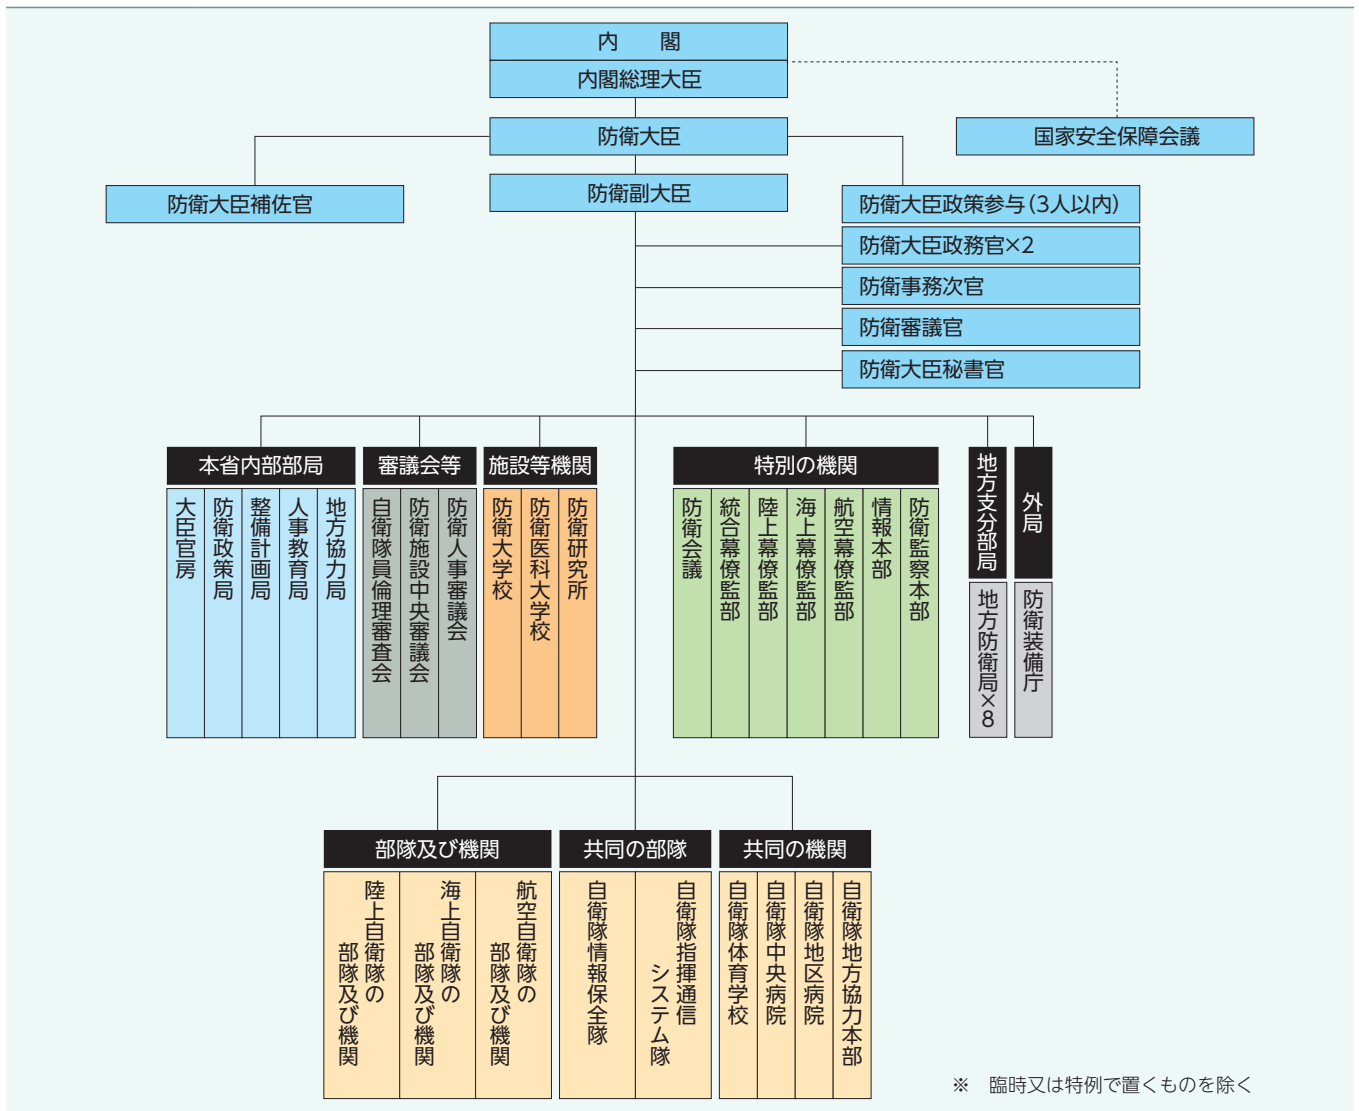 内　閣
内閣総理大臣
防衛大臣
国家安全保障会議
防衛大臣補佐官
防衛副大臣
防衛大臣政策参与（3人以内）
防衛大臣政務官×2
防衛事務次官
防衛審議官
防衛大臣秘書官
本省内部部局
大臣官房
防衛政策局
整備計画局
人事教育局
地方協力局
審議会等
自衛隊員倫理審査会
防衛施設中央審議会
防衛人事審議会
施設等機関
防衛大学校
防衛医科大学校
防衛研究所
特別の機関
防衛会議
統合幕僚監部
陸上幕僚監部
海上幕僚監部
航空幕僚監部
情報本部
防衛監察本部
地方支分部局
地方防衛局×8
外局
防衛装備庁
部隊及び機関
陸上自衛隊の
部隊及び機関
海上自衛隊の
部隊及び機関
航空自衛隊の
部隊及び機関
共同の部隊
自衛隊情報保全隊
自衛隊指揮通信
システム隊
共同の機関
自衛隊体育学校
自衛隊中央病院
自衛隊地区病院
自衛隊地方協力本部
※　臨時又は特例で置くものを除く